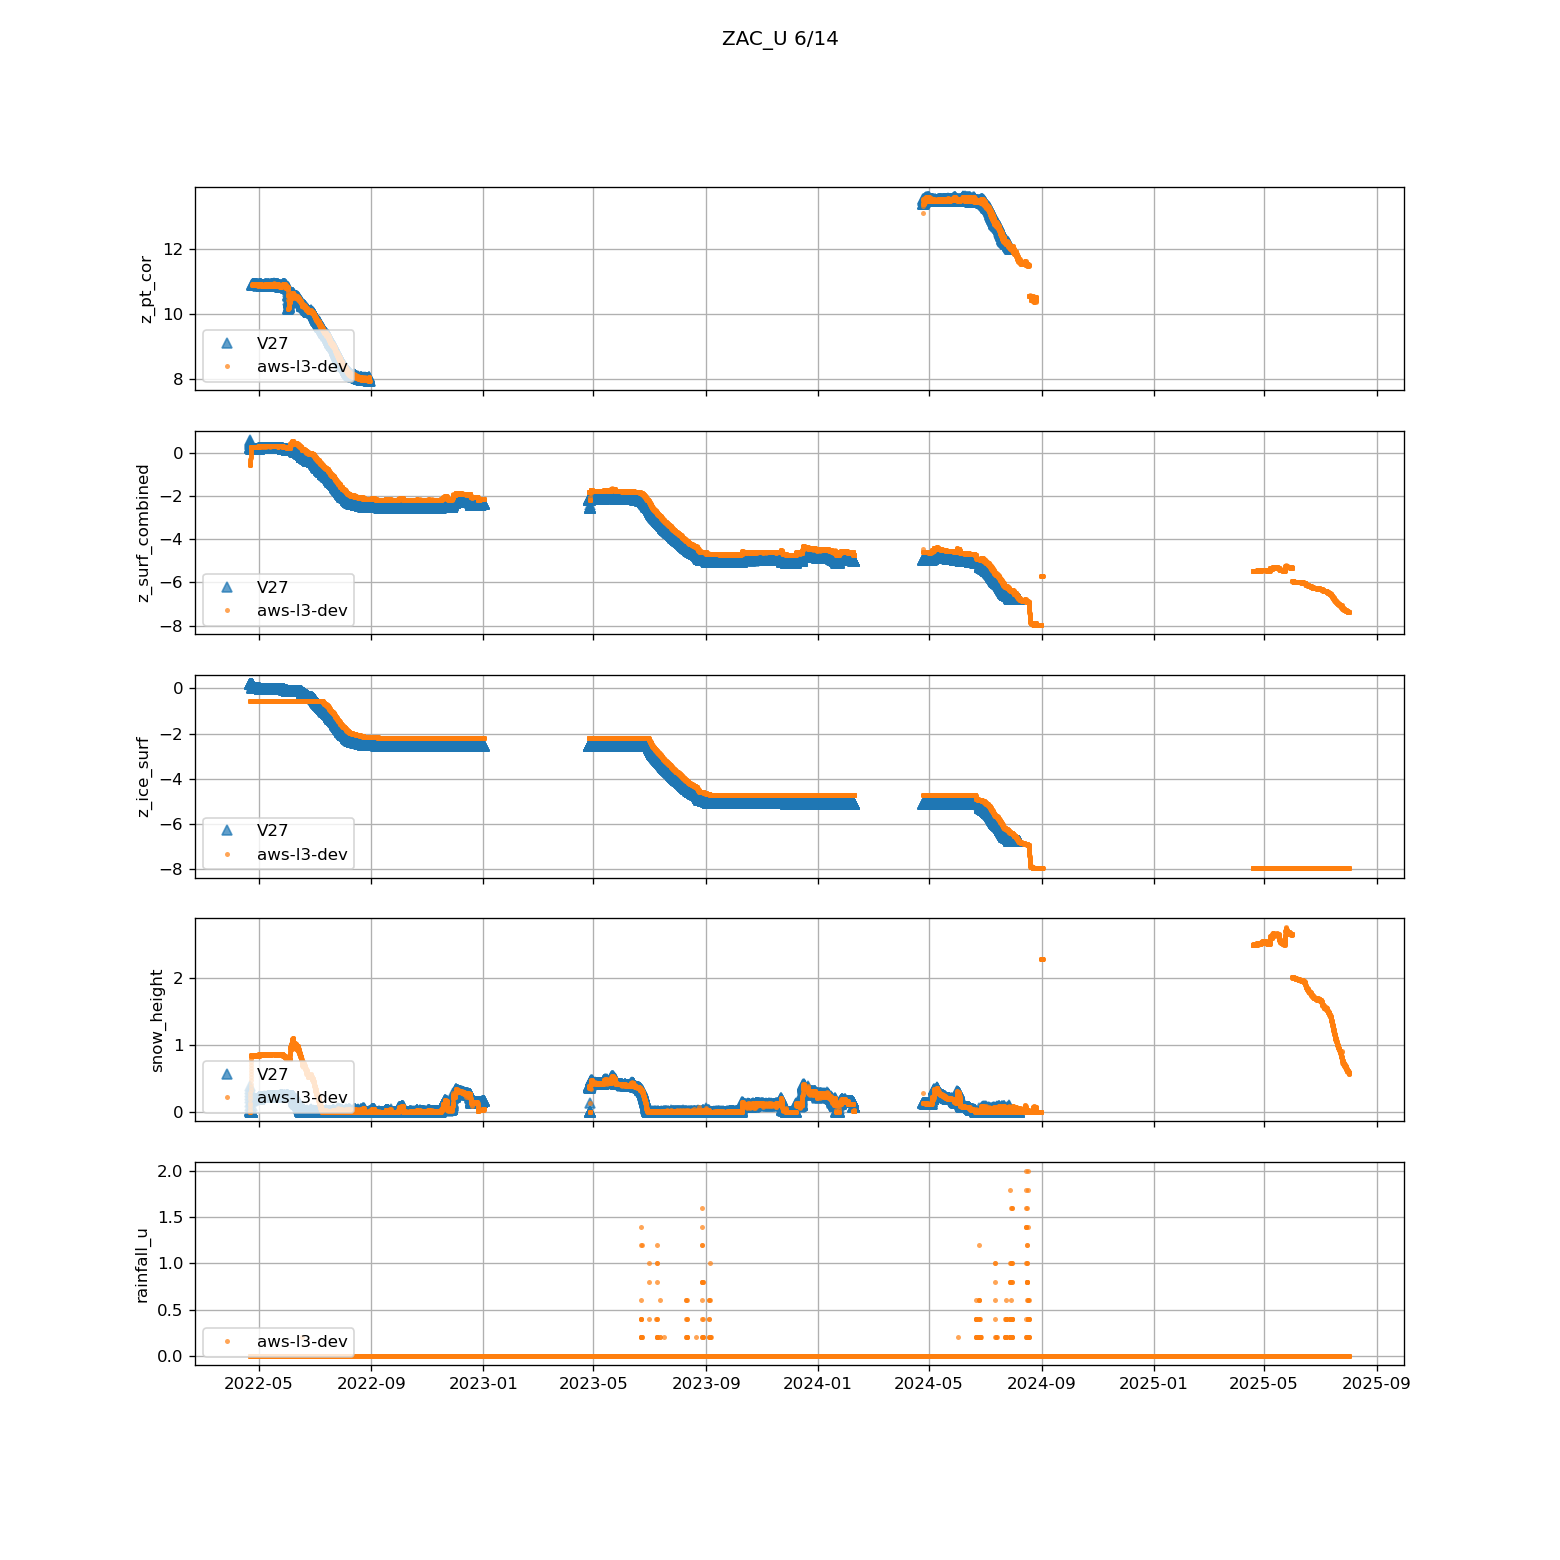 ZAC_U 6/14
z_pt_cor
12
10
8
V27
aws-l3-dev
z_surf_combined
0
−2
−4
−6
−8
V27
aws-l3-dev
z_ice_surf
0
−2
−4
−6
−8
V27
aws-l3-dev
snow_height
2
1
0
V27
aws-l3-dev
rainfall_u
2.0
1.5
1.0
0.5
0.0
aws-l3-dev
2022-05 2022-09 2023-01 2023-05 2023-09 2024-01 2024-05 2024-09 2025-01 2025-05 2025-09